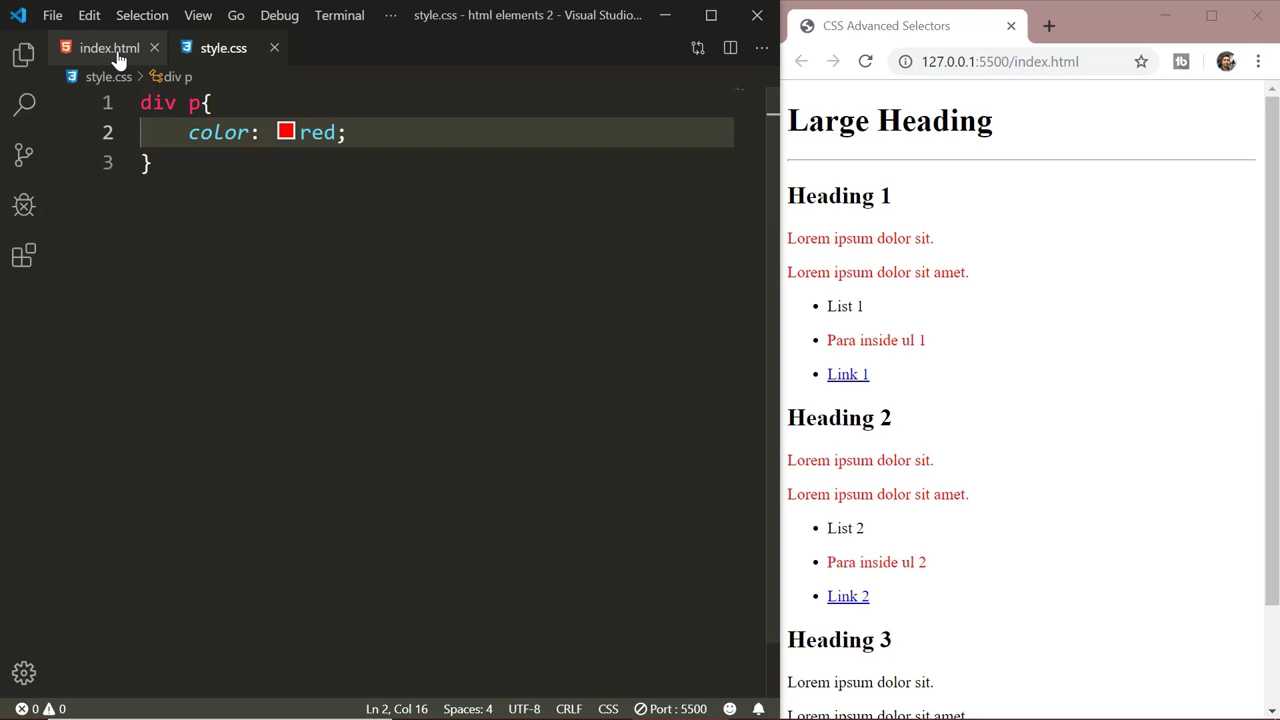 File Edit Selection View Go Debug Terminal ··· style.css - html elements 2 - Visual Studio...
index.html style.css
style.css > div p
1 div p{
2 color: red;
3 }
0 0 Ln 2, Col 16 Spaces: 4 UTF-8 CRLF CSS Port : 5500
CSS Advanced Selectors
127.0.0.1:5500/index.html
Large Heading
Heading 1
Lorem ipsum dolor sit.
Lorem ipsum dolor sit amet.
• List 1
• Para inside ul 1
• Link 1
Heading 2
Lorem ipsum dolor sit.
Lorem ipsum dolor sit amet.
• List 2
• Para inside ul 2
• Link 2
Heading 3
Lorem ipsum dolor sit.
Lorem ipsum dolor sit amet.